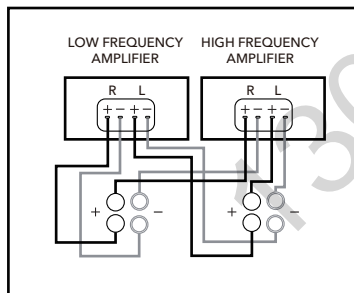 LOW FREQUENCY
AMPLIFIER
HIGH FREQUENCY
AMPLIFIER
R L
+ − + −
R L
+ − + −
+ −
+ −